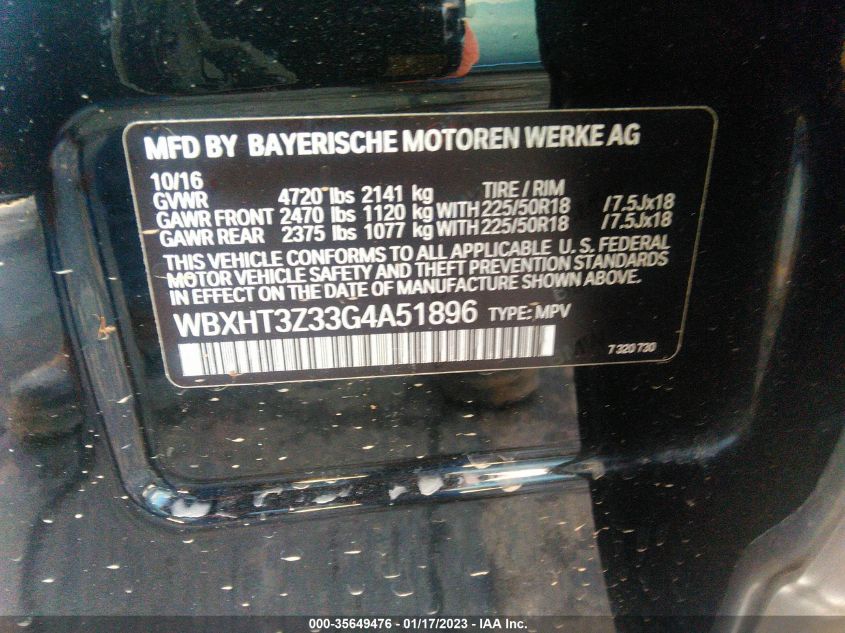 MFD BY BAYERISCHE MOTOREN WERKE AG
10/16 TIRE / RIM
GVWR 4720 lbs 2141 kg
GAWR FRONT 2470 lbs 1120 kg WITH 225/50R18 /7.5Jx18
GAWR REAR 2375 lbs 1077 kg WITH 225/50R18 /7.5Jx18
THIS VEHICLE CONFORMS TO ALL APPLICABLE U. S. FEDERAL
MOTOR VEHICLE SAFETY AND THEFT PREVENTION STANDARDS
IN EFFECT ON THE DATE OF MANUFACTURE SHOWN ABOVE.
WBXHT3Z33G4A51896 TYPE: MPV
7 320 730
000-35649476 - 01/17/2023 - IAA Inc.